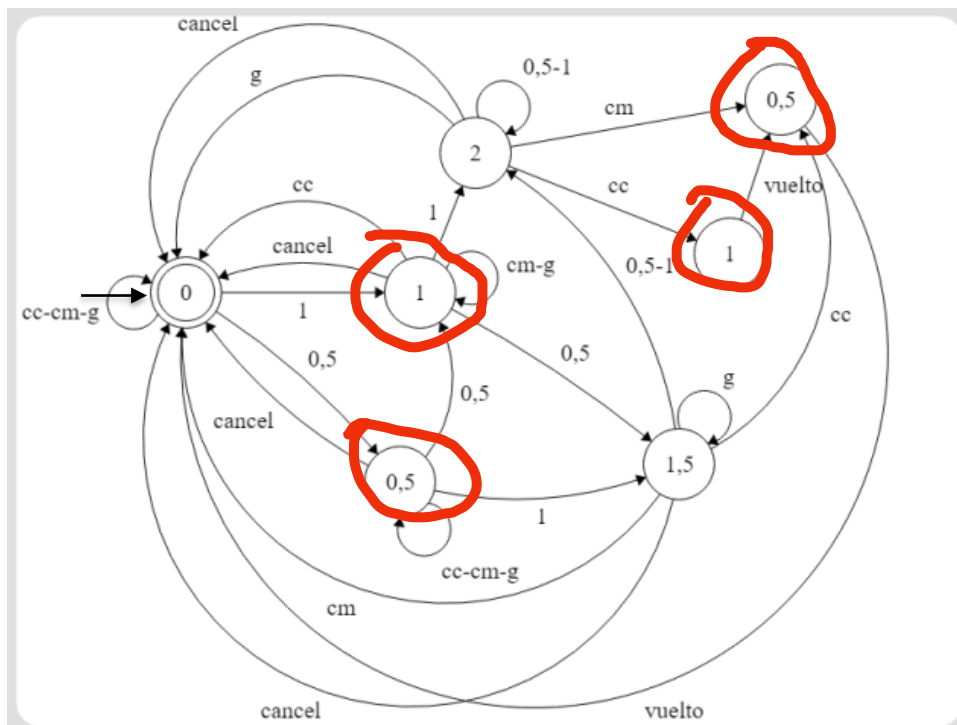 cancel
g
0,5-1
cm
0,5
2
cc
cc
vuelto
1
cancel
1
cm-g
0,5-1
0
1
1
cc-cm-g
cc
0,5
0,5
g
0,5
cancel
1,5
0,5
1
cc-cm-g
cm
cancel
vuelto